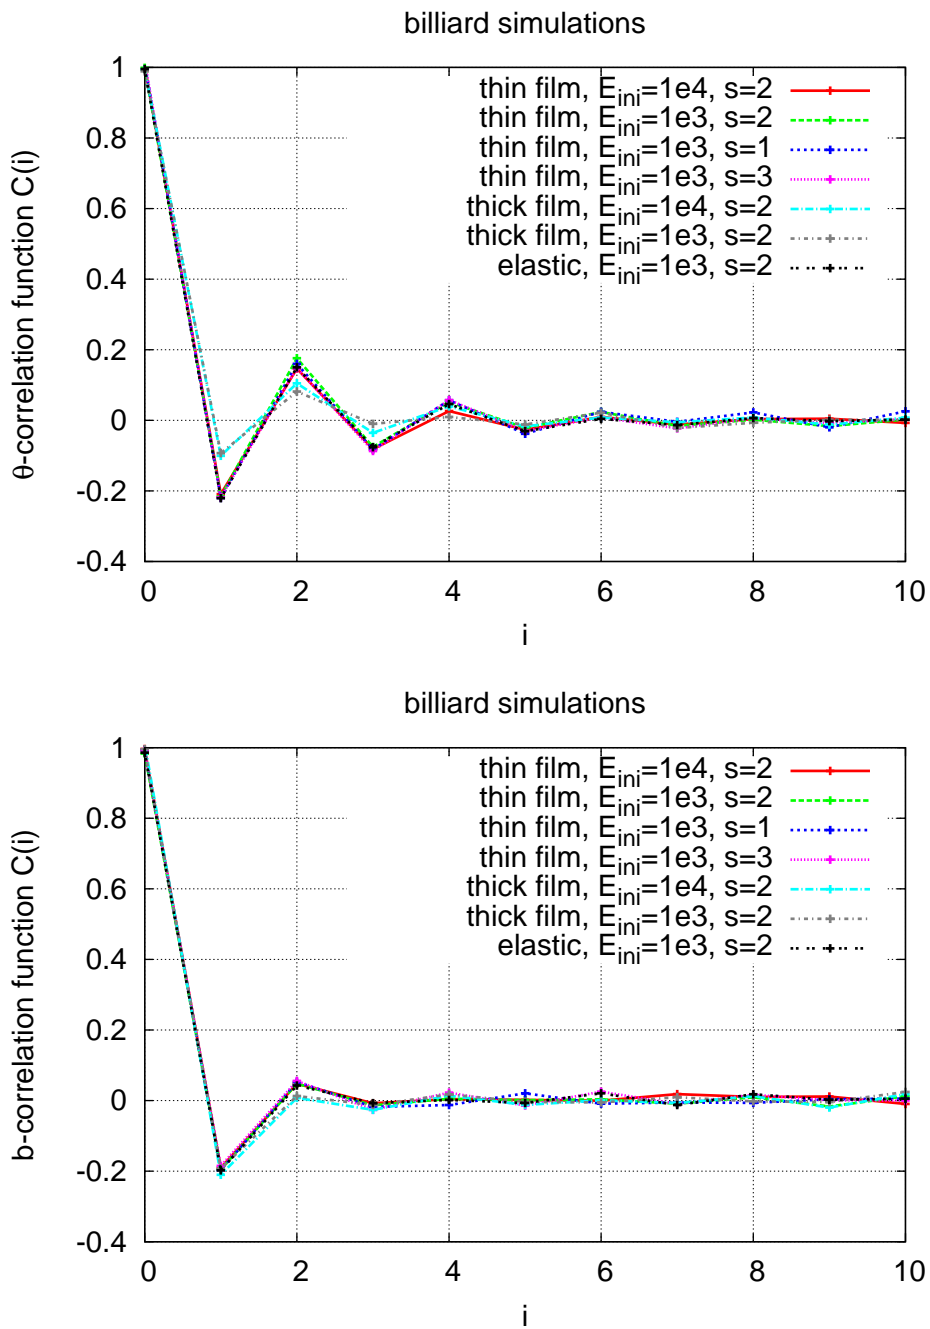 billiard simulations
1
0.8
0.6
0.4
0.2
0
-0.2
-0.4
θ-correlation function C(i)
thin film, E_ini=1e4, s=2
thin film, E_ini=1e3, s=2
thin film, E_ini=1e3, s=1
thin film, E_ini=1e3, s=3
thick film, E_ini=1e4, s=2
thick film, E_ini=1e3, s=2
elastic, E_ini=1e3, s=2
0 2 4 6 8 10
i
billiard simulations
1
0.8
0.6
0.4
0.2
0
-0.2
-0.4
b-correlation function C(i)
thin film, E_ini=1e4, s=2
thin film, E_ini=1e3, s=2
thin film, E_ini=1e3, s=1
thin film, E_ini=1e3, s=3
thick film, E_ini=1e4, s=2
thick film, E_ini=1e3, s=2
elastic, E_ini=1e3, s=2
0 2 4 6 8 10
i